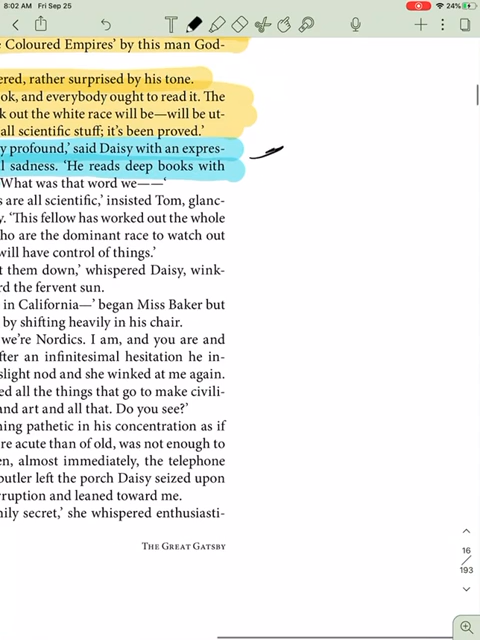 8:02 AM Fri Sep 25
24%
e Coloured Empires' by this man God-
ered, rather surprised by his tone.
ok, and everybody ought to read it. The
k out the white race will be—will be ut-
all scientific stuff; it's been proved.'
y profound,' said Daisy with an expres-
l sadness. 'He reads deep books with
What was that word we——'
s are all scientific,' insisted Tom, glanc-
y. 'This fellow has worked out the whole
ho are the dominant race to watch out
will have control of things.'
t them down,' whispered Daisy, wink-
rd the fervent sun.
in California—' began Miss Baker but
by shifting heavily in his chair.
we're Nordics. I am, and you are and
fter an infinitesimal hesitation he in-
slight nod and she winked at me again.
ed all the things that go to make civili-
and art and all that. Do you see?'
ning pathetic in his concentration as if
re acute than of old, was not enough to
en, almost immediately, the telephone
butler left the porch Daisy seized upon
rruption and leaned toward me.
nily secret,' she whispered enthusiasti-
The Great Gatsby
16
193